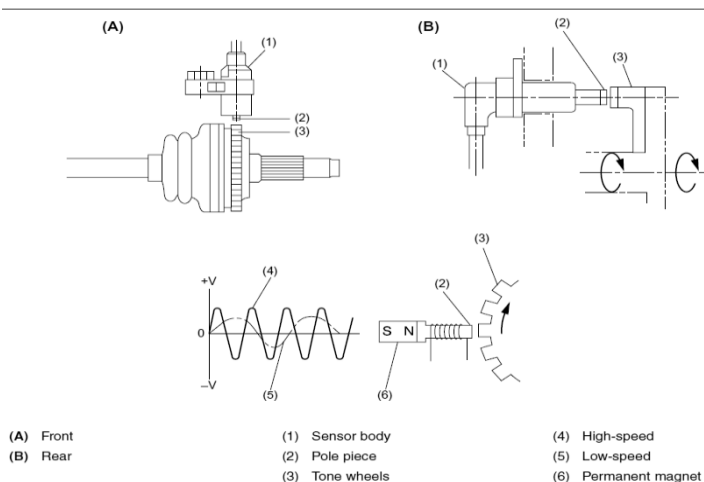 (A)
(1)
(2)
(3)
(B)
(2)
(3)
(1)
+V
0
–V
(4)
(5)
(3)
(2)
S N
(6)
(A) Front
(B) Rear
(1) Sensor body
(2) Pole piece
(3) Tone wheels
(4) High-speed
(5) Low-speed
(6) Permanent magnet